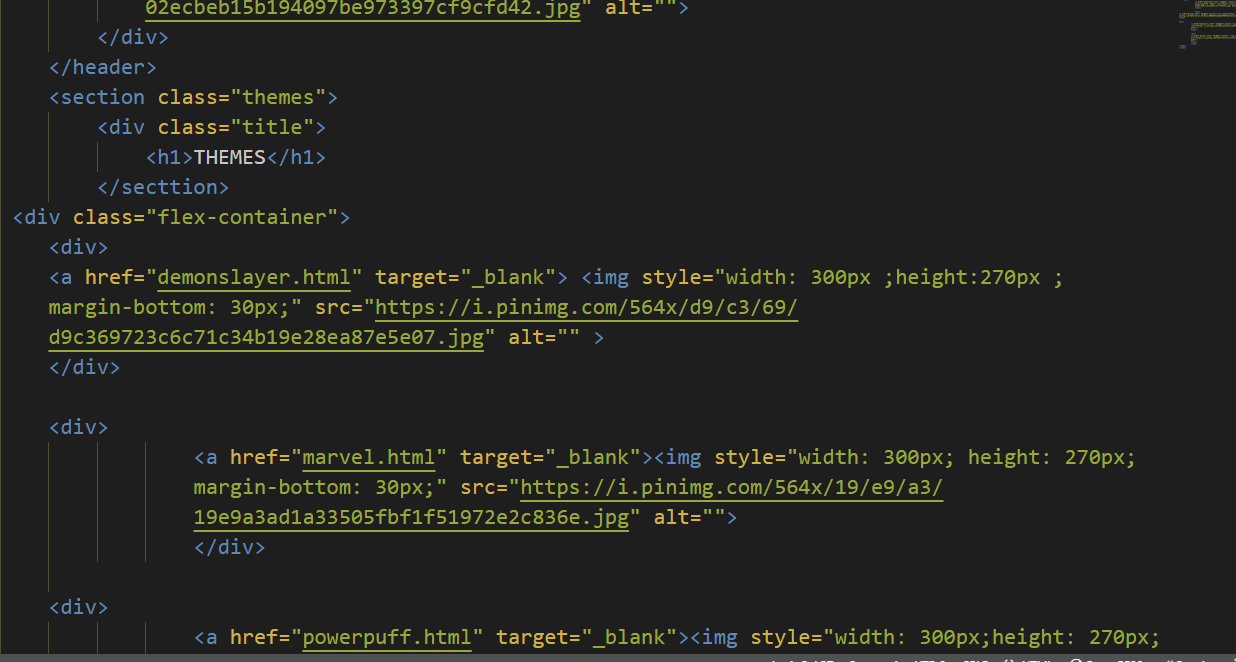 02ecbeb15b194097be973397cf9cfd42.jpg" alt="">
</div>
</header>
<section class="themes">
<div class="title">
<h1>THEMES</h1>
</secttion>
<div class="flex-container">
<div>
<a href="demonslayer.html" target="_blank"> <img style="width: 300px ;height:270px ;
margin-bottom: 30px;" src="https://i.pinimg.com/564x/d9/c3/69/
d9c369723c6c71c34b19e28ea87e5e07.jpg" alt="" >
</div>
<div>
<a href="marvel.html" target="_blank"><img style="width: 300px; height: 270px;
margin-bottom: 30px;" src="https://i.pinimg.com/564x/19/e9/a3/
19e9a3ad1a33505fbf1f51972e2c836e.jpg" alt="">
</div>
<div>
<a href="powerpuff.html" target="_blank"><img style="width: 300px;height: 270px;